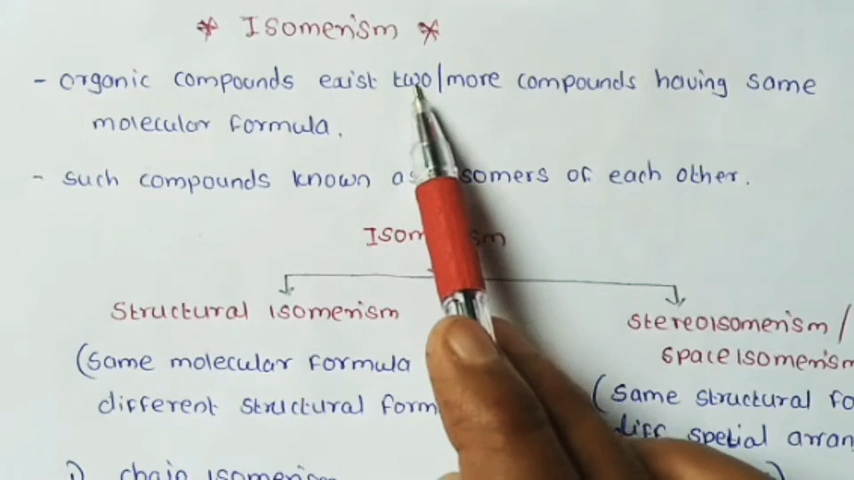 * Isomerism *
- organic compounds exist two/more compounds having same
molecular formula.
- such compounds known as isomers of each other.
Isomerism
structural isomerism
stereoisomerism /
space isomerism
(same molecular formula
different structural form
(same structural fo
diff spetial arran
1) chain isomerism